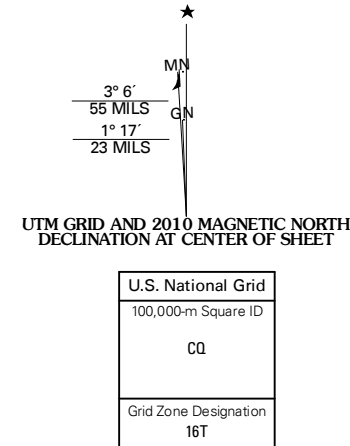 ★
MN
3° 6´
55 MILS
GN
1° 17´
23 MILS
UTM GRID AND 2010 MAGNETIC NORTH
DECLINATION AT CENTER OF SHEET
U.S. National Grid
100,000-m Square ID
CQ
Grid Zone Designation
16T